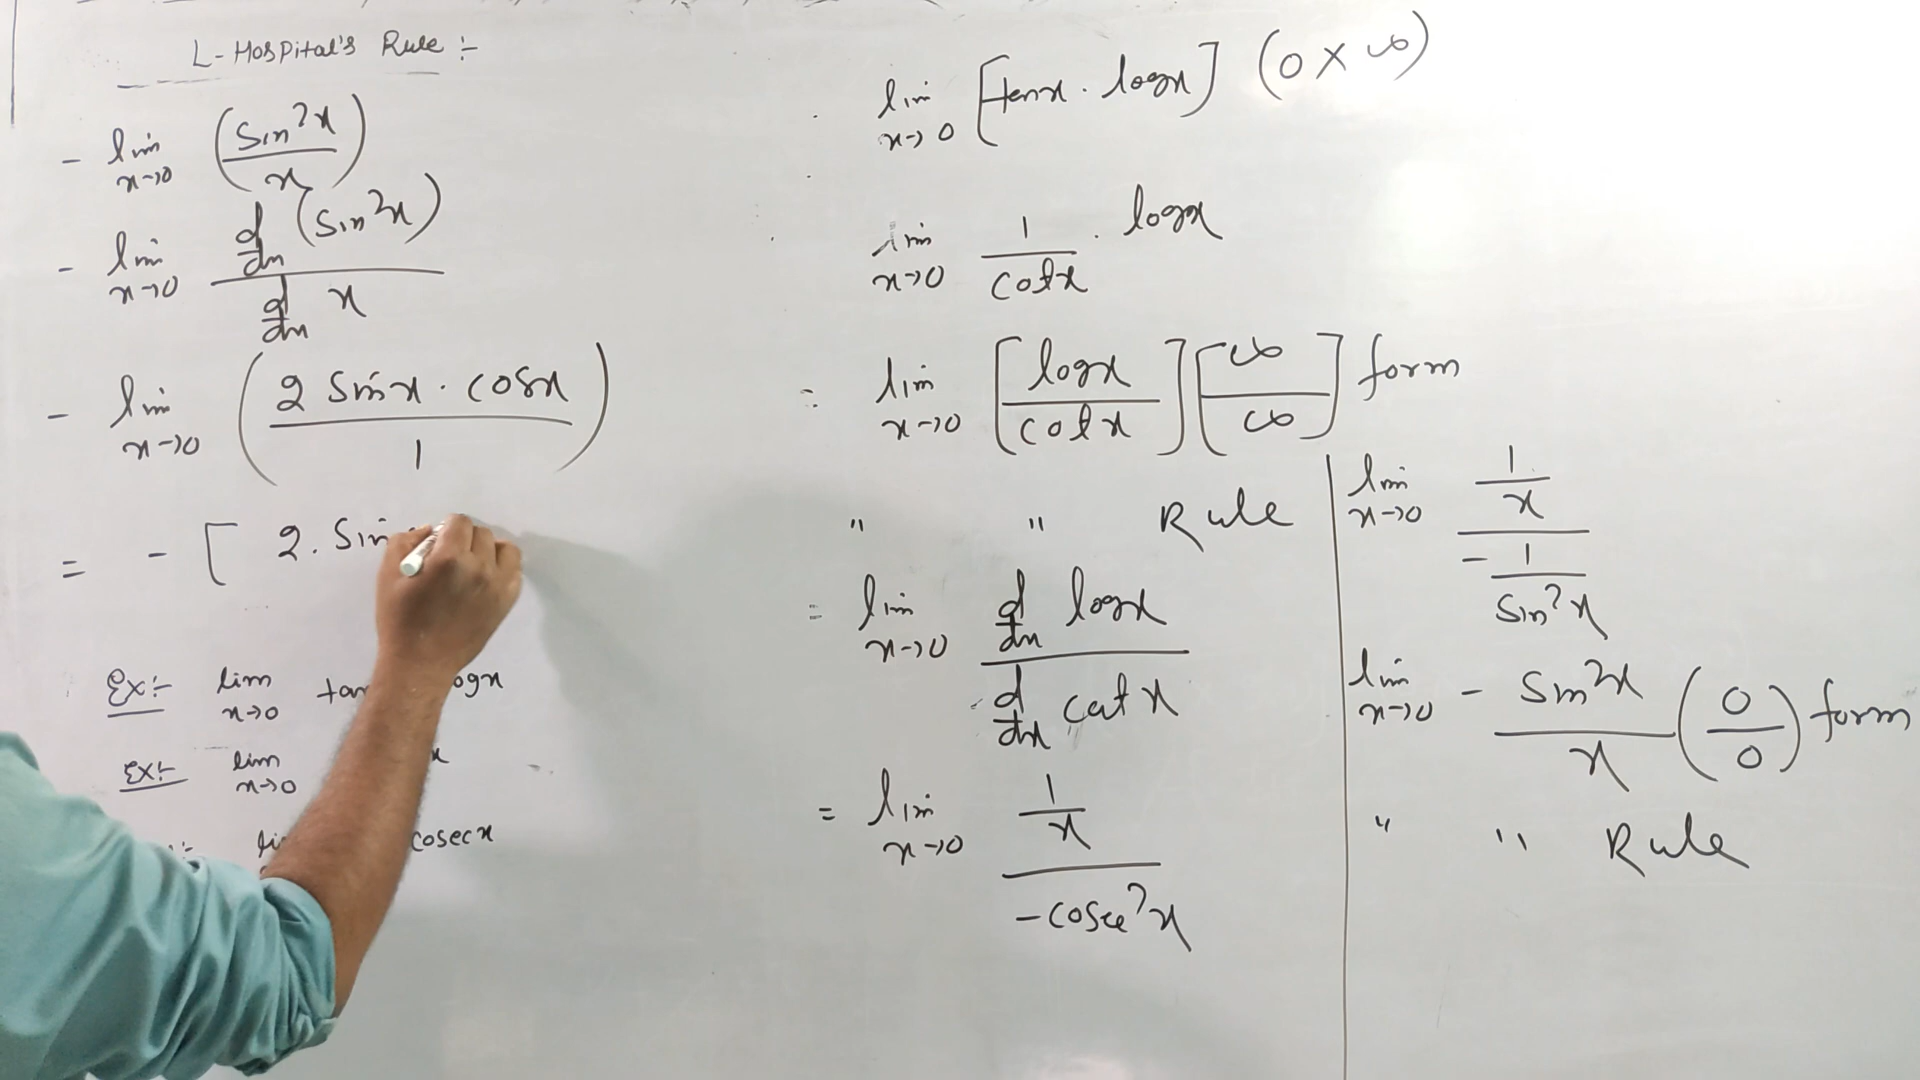 L-Hospital's Rule :-
- lim x→0 (sin²x / x)
- lim x→0 d/dx (sin²x) / d/dx x
- lim x→0 (2 sinx . cosx / 1)
= - [ 2. Sin
Ex:- lim x→0 tan ogx
Ex:- lim x→0 x
cosecx
lim x→0 [tanx . logx] (0 × ∞)
lim x→0 1/cotx . logx
= lim x→0 [logx / cotx] [∞/∞] form
" " Rule
= lim x→0 d/dx logx / d/dx cot x
= lim x→0 1/x / -cosec²x
lim x→0 1/x / - 1/sin²x
lim x→0 - sin²x / x (0/0) form
" " Rule